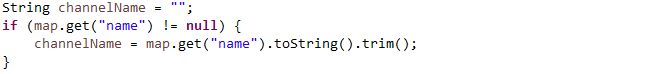 String channelName = "";
if (map.get("name") != null) {
    channelName = map.get("name").toString().trim();
}